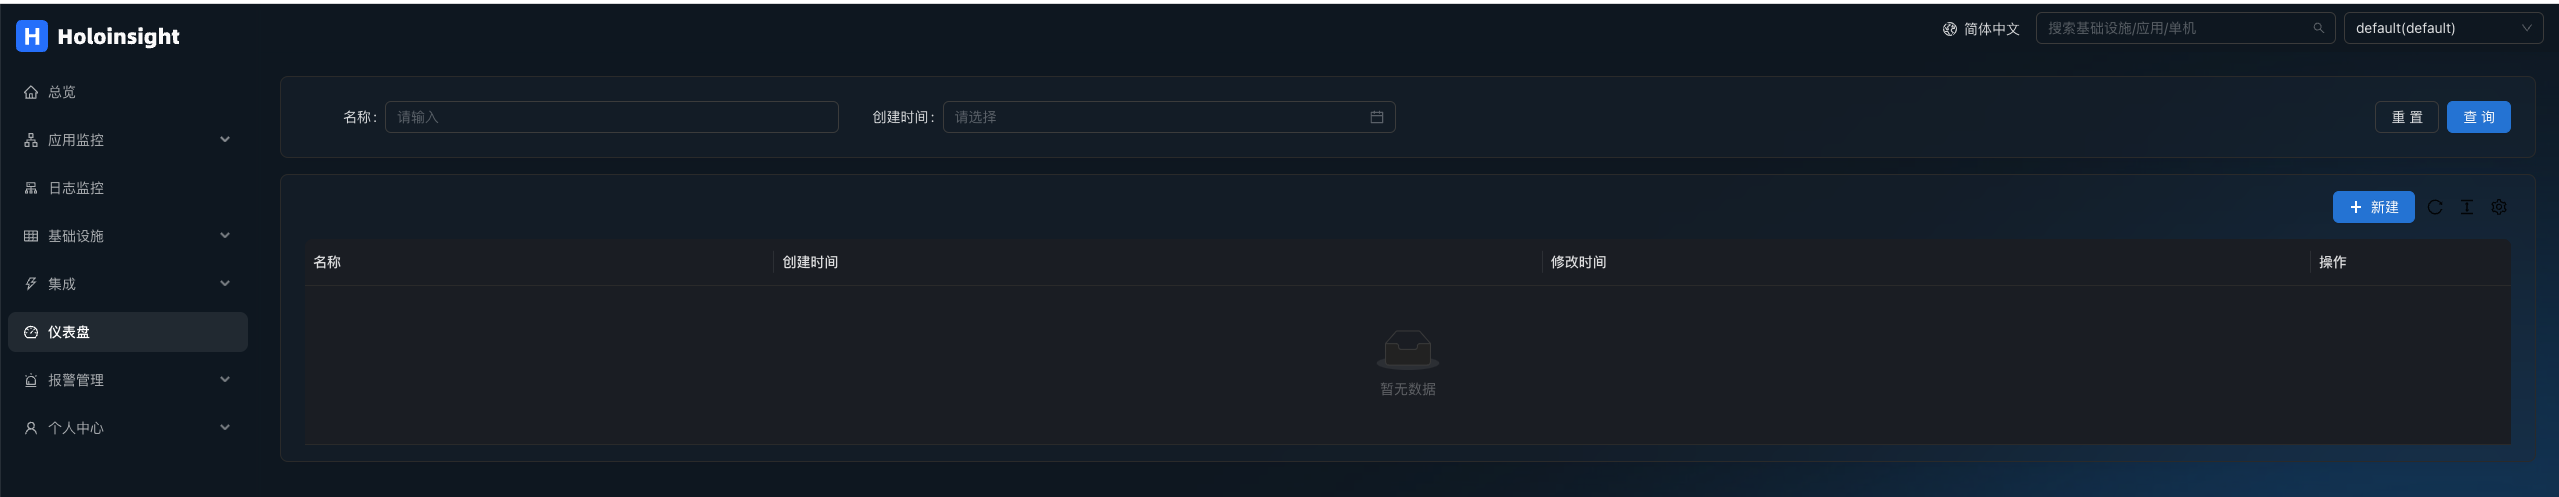 H Holoinsight
简体中文
搜索基础设施/应用/单机
default(default)
总览
应用监控
日志监控
基础设施
集成
仪表盘
报警管理
个人中心
名称: 请输入
创建时间: 请选择
重 置
查 询
+ 新建
名称 创建时间 修改时间 操作
暂无数据